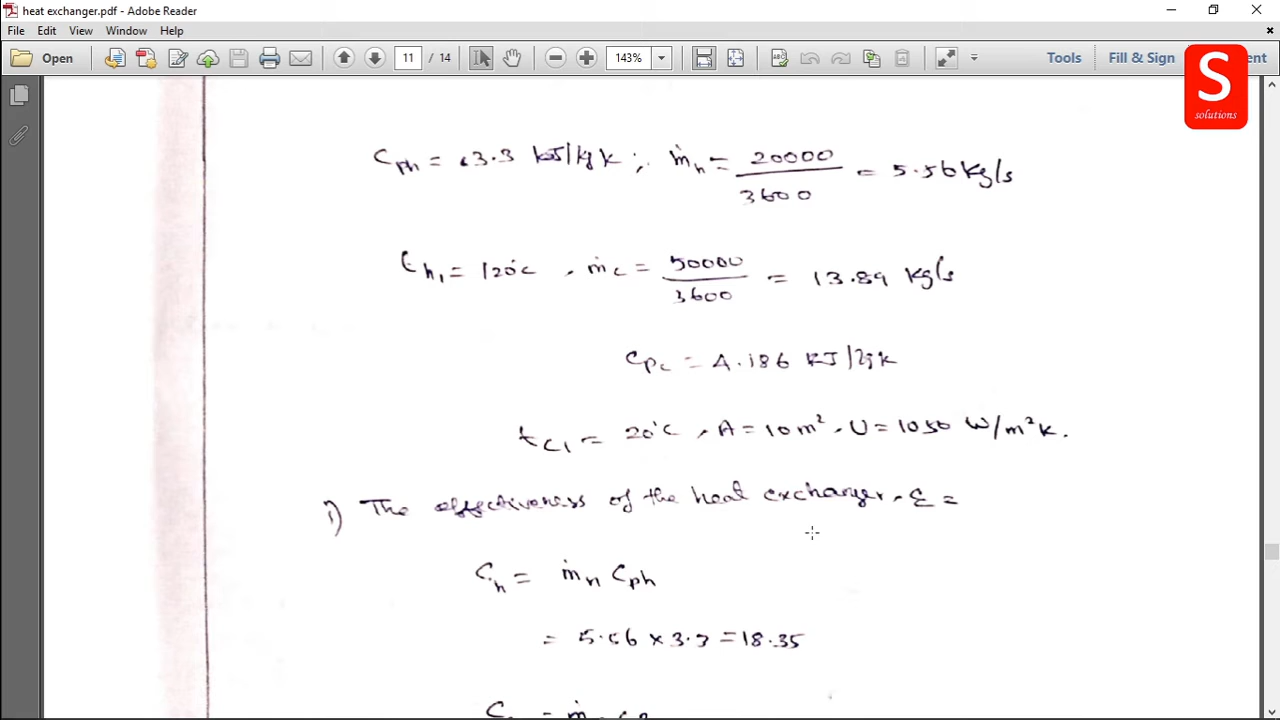 heat exchanger.pdf - Adobe Reader
File Edit View Window Help
Open 11 / 14 143% Tools Fill & Sign ment
S
solutions
Cph = 3.3 kJ/kg k ; ṁh = 20000 / 3600 = 5.56 kg/s
th1 = 120°c , ṁc = 50000 / 3600 = 13.89 kg/s
Cpc = 4.186 KJ/kgk
tc1 = 20°c , A = 10m², U = 1050 W/m²k.
i) The effectiveness of the heat exchanger, ε =
Ch = ṁh Cph
= 5.56 × 3.3 = 18.35